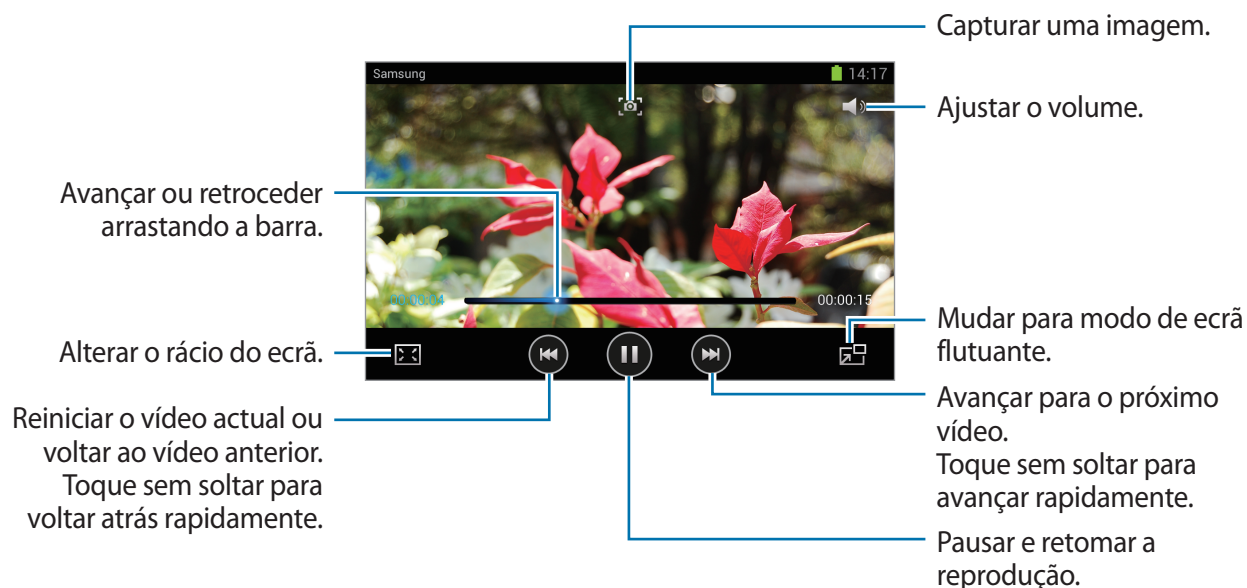 Capturar uma imagem.
Samsung
14:17
Ajustar o volume.
Avançar ou retroceder
arrastando a barra.
00:00:04
00:00:15
Mudar para modo de ecrã
flutuante.
Alterar o rácio do ecrã.
Reiniciar o vídeo actual ou
voltar ao vídeo anterior.
Toque sem soltar para
voltar atrás rapidamente.
Avançar para o próximo
vídeo.
Toque sem soltar para
avançar rapidamente.
Pausar e retomar a
reprodução.